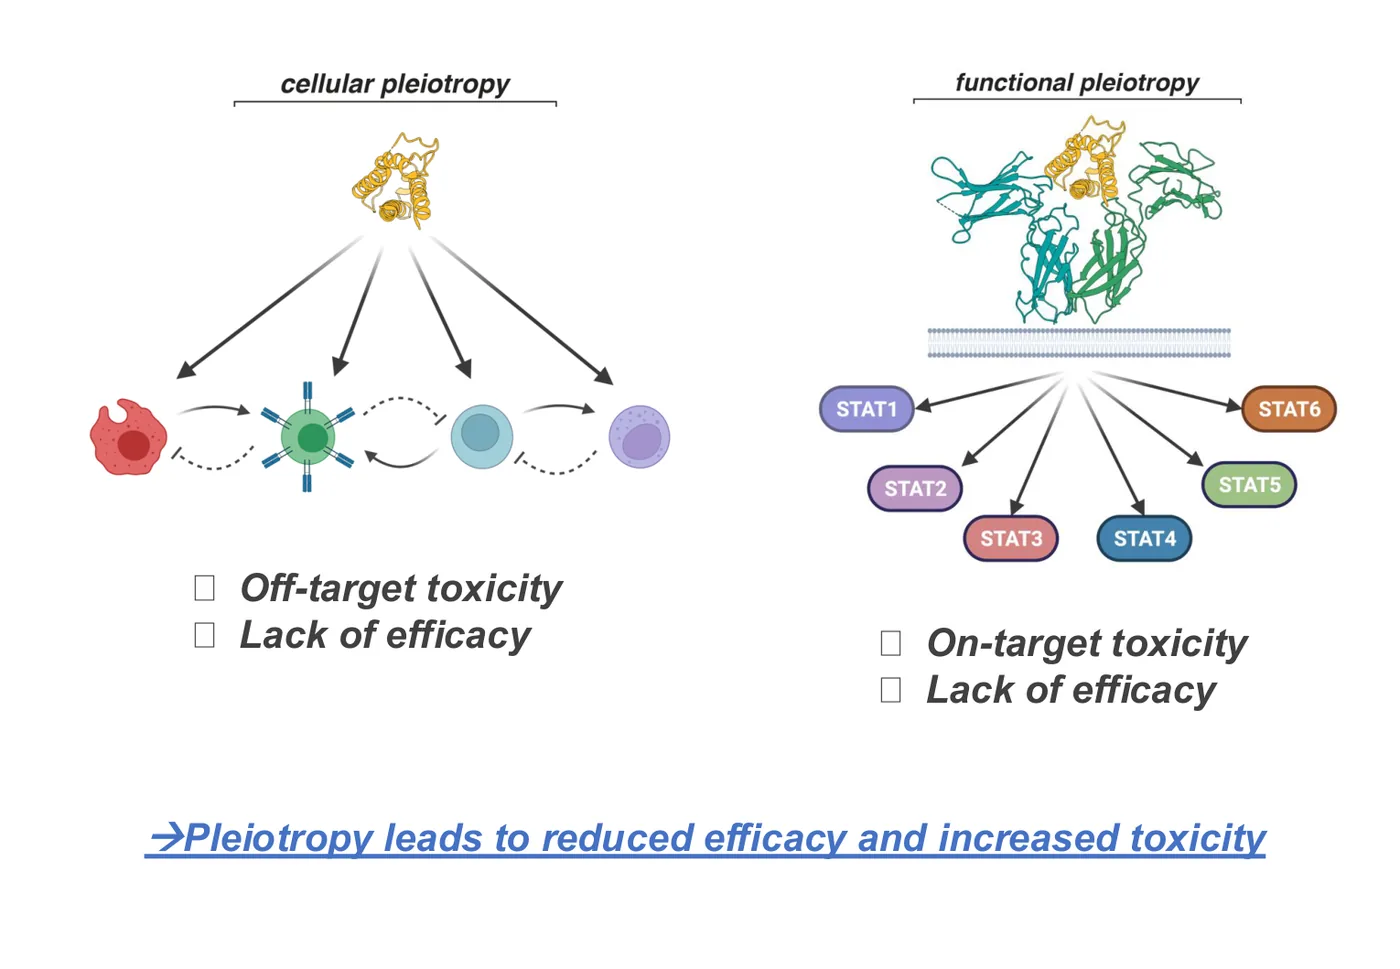 cellular pleiotropy
functional pleiotropy
STAT1
STAT6
STAT2
STAT5
STAT3
STAT4
Off-target toxicity
Lack of efficacy
On-target toxicity
Lack of efficacy
→Pleiotropy leads to reduced efficacy and increased toxicity